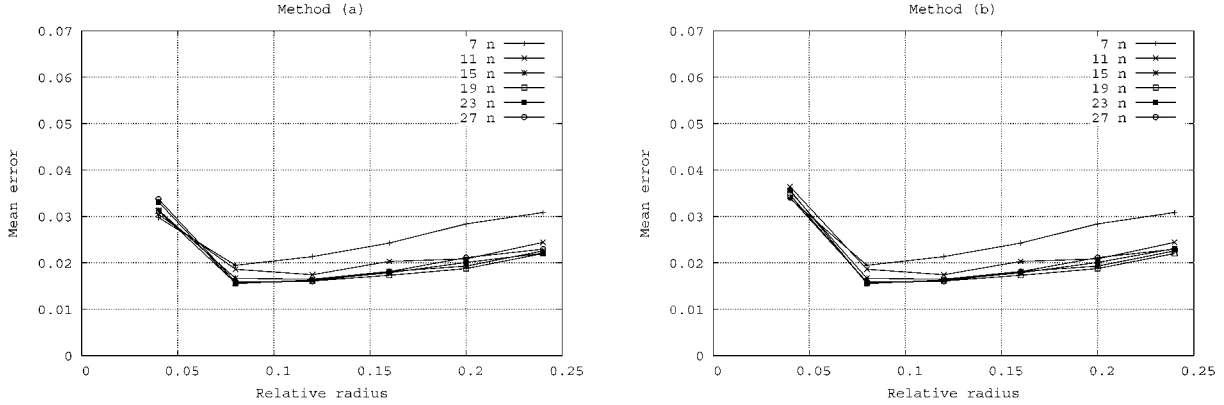 Method (a)
0.07
0.06
0.05
0.04
0.03
0.02
0.01
0
Mean error
7 n
11 n
15 n
19 n
23 n
27 n
0
0.05
0.1
0.15
0.2
0.25
Relative radius
Method (b)
0.07
0.06
0.05
0.04
0.03
0.02
0.01
0
Mean error
7 n
11 n
15 n
19 n
23 n
27 n
0
0.05
0.1
0.15
0.2
0.25
Relative radius